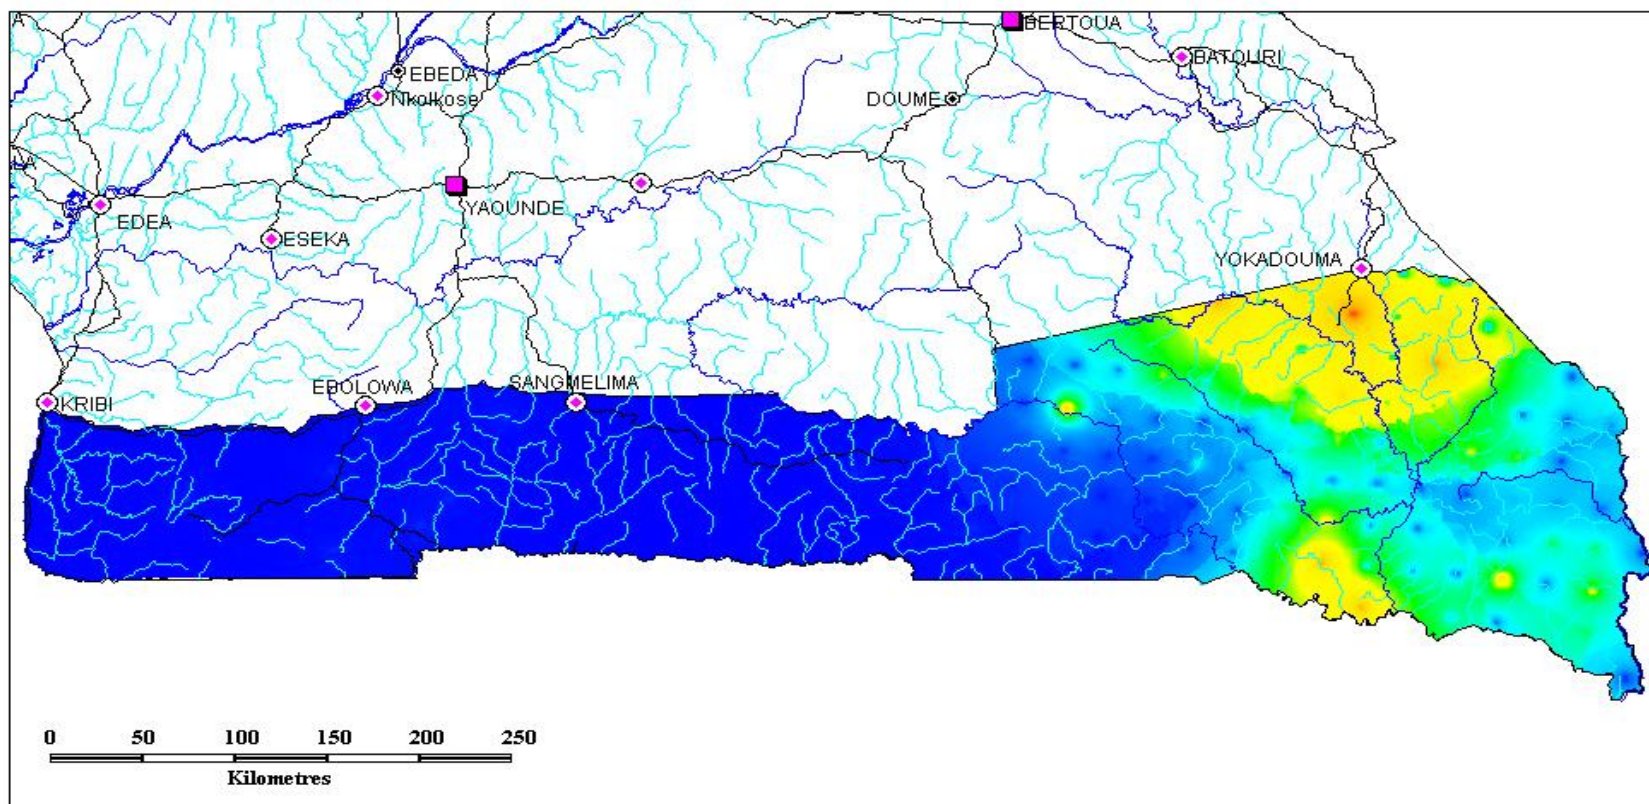 A
BERTOUA
BATOURI
EBEDA
Nkolkose
DOUME
YAOUNDE
EDEA
ESEKA
YOKADOUMA
EBOLOWA
SANGMELIMA
KRIBI
0 50 100 150 200 250
Kilometres